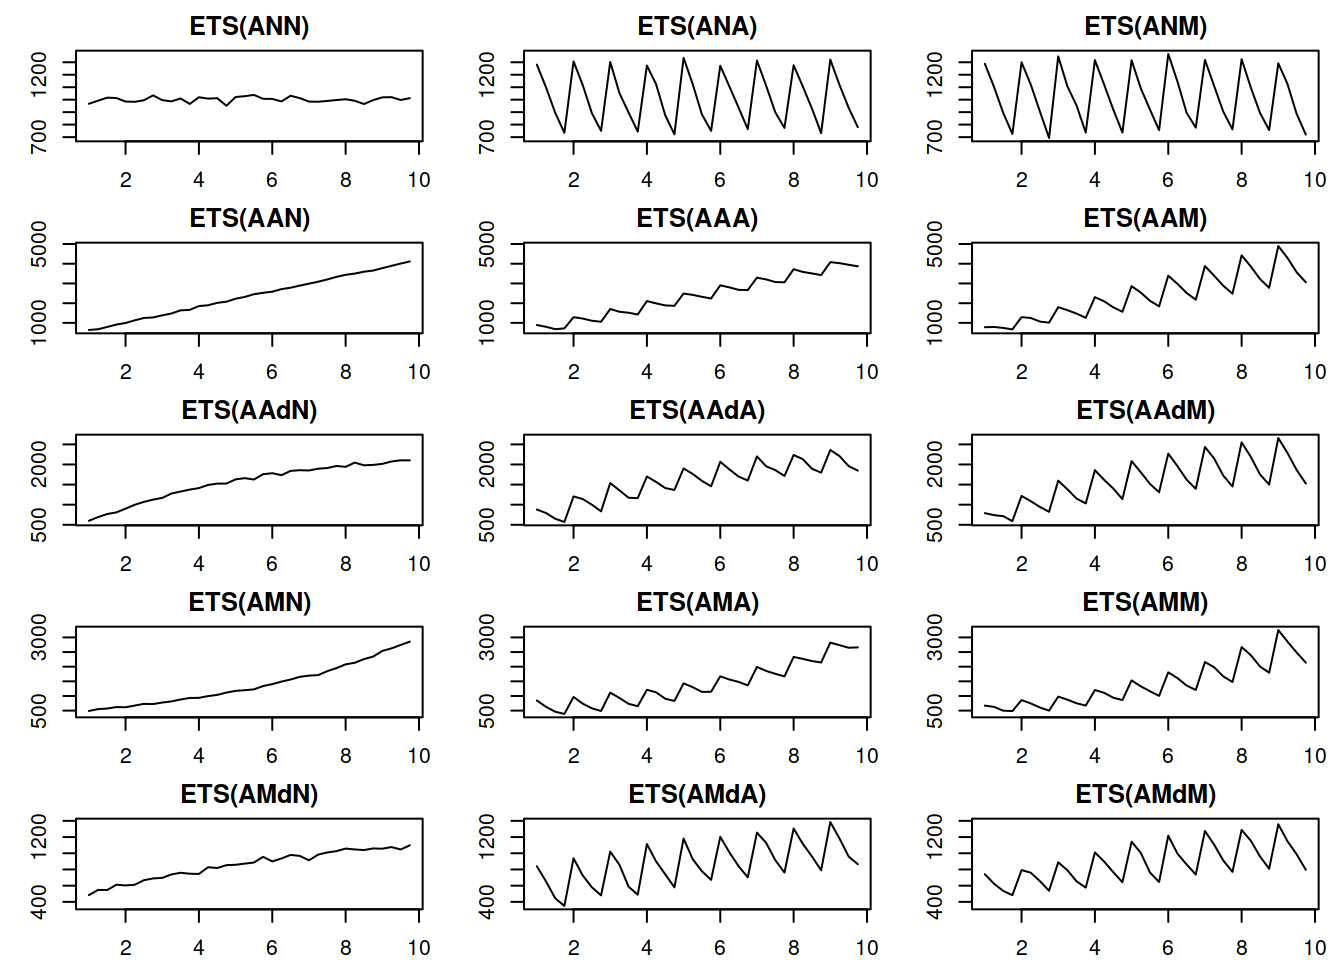 ETS(ANN) ETS(ANA) ETS(ANM)
1200 1200 1200
700 700 700
2 4 6 8 10 2 4 6 8 10 2 4 6 8 10
ETS(AAN) ETS(AAA) ETS(AAM)
5000 5000 5000
1000 1000 1000
2 4 6 8 10 2 4 6 8 10 2 4 6 8 10
ETS(AAdN) ETS(AAdA) ETS(AAdM)
2000 2000 2000
500 500 500
2 4 6 8 10 2 4 6 8 10 2 4 6 8 10
ETS(AMN) ETS(AMA) ETS(AMM)
3000 3000 3000
500 500 500
2 4 6 8 10 2 4 6 8 10 2 4 6 8 10
ETS(AMdN) ETS(AMdA) ETS(AMdM)
1200 1200 1200
400 400 400
2 4 6 8 10 2 4 6 8 10 2 4 6 8 10